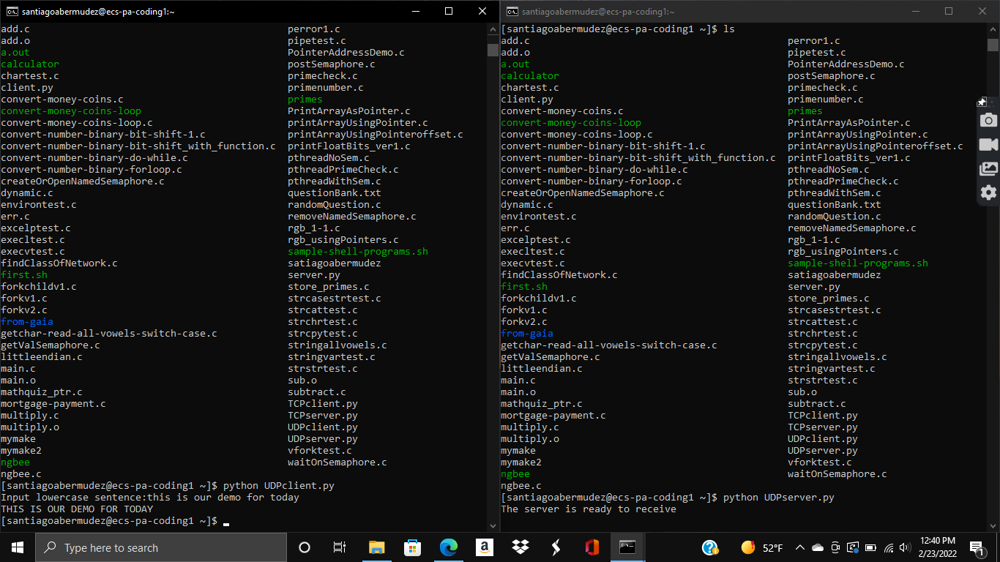 santiagoabermudez@ecs-pa-coding1:~
add.c perror1.c
add.o pipetest.c
a.out PointerAddressDemo.c
calculator postSemaphore.c
chartest.c primecheck.c
client.py primenumber.c
convert-money-coins.c primes
convert-money-coins-loop PrintArrayAsPointer.c
convert-money-coins-loop.c printArrayUsingPointer.c
convert-number-binary-bit-shift-1.c printArrayUsingPointeroffset.c
convert-number-binary-bit-shift_with_function.c printFloatBits_ver1.c
convert-number-binary-do-while.c pthreadNoSem.c
convert-number-binary-forloop.c pthreadPrimeCheck.c
createOrOpenNamedSemaphore.c pthreadWithSem.c
dynamic.c questionBank.txt
environtest.c randomQuestion.c
err.c removeNamedSemaphore.c
excelptest.c rgb_1-1.c
execltest.c rgb_usingPointers.c
execvtest.c sample-shell-programs.sh
findClassOfNetwork.c satiagoabermudez
first.sh server.py
forkchildv1.c store_primes.c
forkv1.c strcasestrtest.c
forkv2.c strcattest.c
from-gaia strchrtest.c
getchar-read-all-vowels-switch-case.c strcpytest.c
getValSemaphore.c stringallvowels.c
littleendian.c stringvartest.c
main.c strstrtest.c
main.o sub.o
mathquiz_ptr.c subtract.c
mortgage-payment.c TCPclient.py
multiply.c TCPserver.py
multiply.o UDPclient.py
mymake UDPserver.py
mymake2 vforktest.c
ngbee waitOnSemaphore.c
ngbee.c
[santiagoabermudez@ecs-pa-coding1 ~]$ python UDPclient.py
Input lowercase sentence:this is our demo for today
THIS IS OUR DEMO FOR TODAY
[santiagoabermudez@ecs-pa-coding1 ~]$
santiagoabermudez@ecs-pa-coding1:~
[santiagoabermudez@ecs-pa-coding1 ~]$ ls
add.c perror1.c
add.o pipetest.c
a.out PointerAddressDemo.c
calculator postSemaphore.c
chartest.c primecheck.c
client.py primenumber.c
convert-money-coins.c primes
convert-money-coins-loop PrintArrayAsPointer.c
convert-money-coins-loop.c printArrayUsingPointer.c
convert-number-binary-bit-shift-1.c printArrayUsingPointeroffset.c
convert-number-binary-bit-shift_with_function.c printFloatBits_ver1.c
convert-number-binary-do-while.c pthreadNoSem.c
convert-number-binary-forloop.c pthreadPrimeCheck.c
createOrOpenNamedSemaphore.c pthreadWithSem.c
dynamic.c questionBank.txt
environtest.c randomQuestion.c
err.c removeNamedSemaphore.c
excelptest.c rgb_1-1.c
execltest.c rgb_usingPointers.c
execvtest.c sample-shell-programs.sh
findClassOfNetwork.c satiagoabermudez
first.sh server.py
forkchildv1.c store_primes.c
forkv1.c strcasestrtest.c
forkv2.c strcattest.c
from-gaia strchrtest.c
getchar-read-all-vowels-switch-case.c strcpytest.c
getValSemaphore.c stringallvowels.c
littleendian.c stringvartest.c
main.c strstrtest.c
main.o sub.o
mathquiz_ptr.c subtract.c
mortgage-payment.c TCPclient.py
multiply.c TCPserver.py
multiply.o UDPclient.py
mymake UDPserver.py
mymake2 vforktest.c
ngbee waitOnSemaphore.c
ngbee.c
[santiagoabermudez@ecs-pa-coding1 ~]$ python UDPserver.py
The server is ready to receive
Type here to search
52°F
12:40 PM
2/23/2022
1